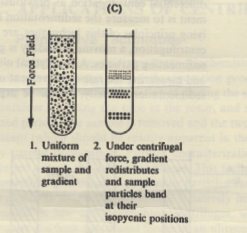 (C)
Force Field
1. Uniform
mixture of
sample and
gradient
2. Under centrifugal
force, gradient
redistributes
and sample
particles band
at their
isopycnic positions